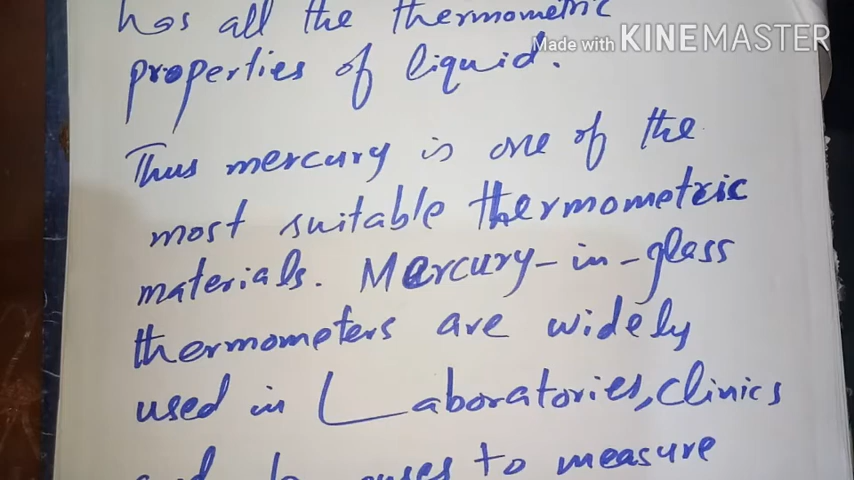 has all the thermometric
Made with KINEMASTER
properties of liquid.
Thus mercury is one of the
most suitable thermometric
materials. Mercury-in-glass
thermometers are widely
used in Laboratories, clinics
to measure